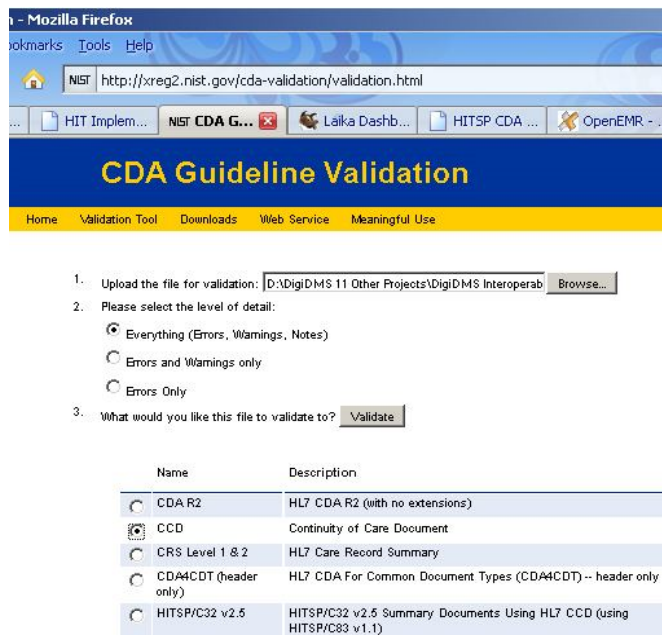 n - Mozilla Firefox
ookmarks Tools Help
NIST http://xreg2.nist.gov/cda-validation/validation.html
... HIT Implem... NIST CDA G... Laika Dashb... HITSP CDA ... OpenEMR - ...
CDA Guideline Validation
Home Validation Tool Downloads Web Service Meaningful Use
1. Upload the file for validation: D:\DigiDMS 11 Other Projects\DigiDMS Interoperab Browse...
2. Please select the level of detail:
Everything (Errors, Warnings, Notes)
Errors and Warnings only
Errors Only
3. What would you like this file to validate to? Validate
Name Description
CDA R2 HL7 CDA R2 (with no extensions)
CCD Continuity of Care Document
CRS Level 1 & 2 HL7 Care Record Summary
CDA4CDT (header only) HL7 CDA For Common Document Types (CDA4CDT) -- header only
HITSP/C32 v2.5 HITSP/C32 v2.5 Summary Documents Using HL7 CCD (using
HITSP/C83 v1.1)